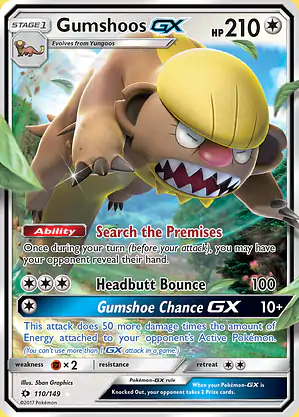 STAGE 1 Gumshoos GX HP 210
Evolves from Yungoos
Ability Search the Premises
Once during your turn (before your attack), you may have
your opponent reveal their hand.
Headbutt Bounce 100
Gumshoe Chance GX 10+
This attack does 50 more damage times the amount of
Energy attached to your opponent's Active Pokémon.
(You can't use more than 1 GX attack in a game.)
weakness ×2 resistance retreat
Illus. 5ban Graphics
Pokémon-GX rule
When your Pokémon-GX is
Knocked Out, your opponent takes 2 Prize cards.
110/149
©2017 Pokémon